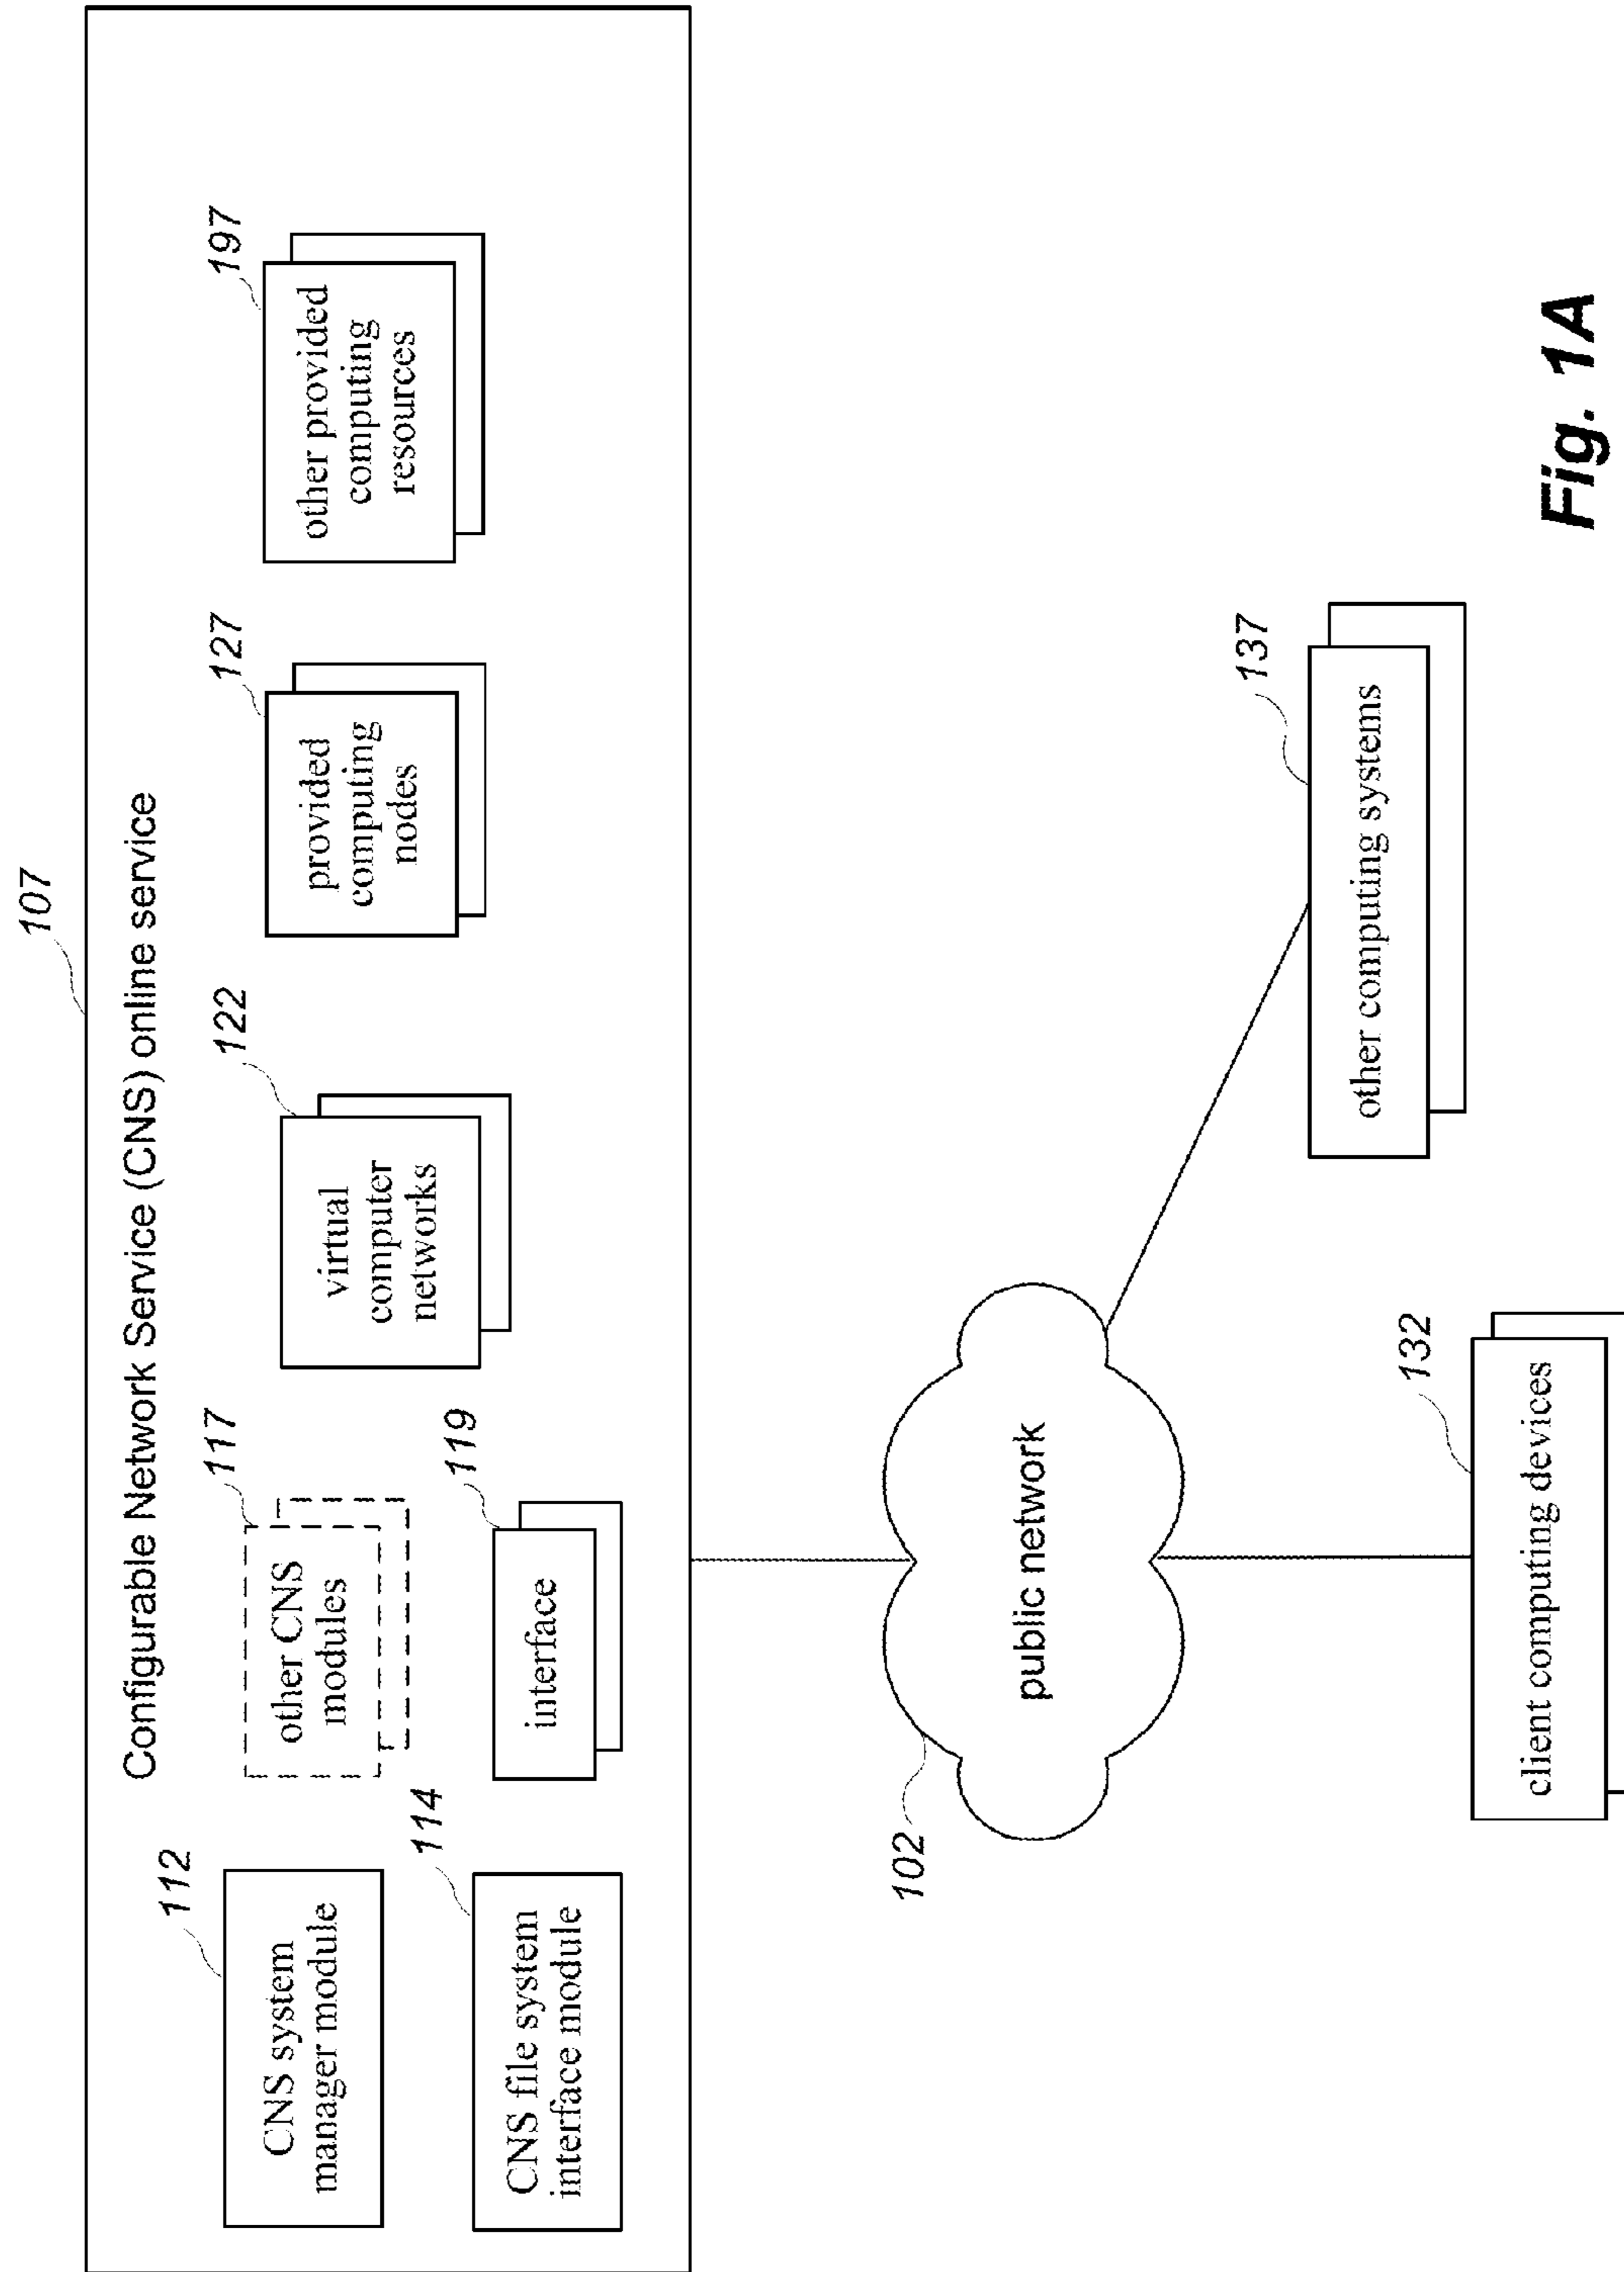 107
Configurable Network Service (CNS) online service
112
CNS system
manager module
114
CNS file system
interface module
117
other CNS
modules
119
interface
122
virtual
computer
networks
127
provided
computing
nodes
197
other provided
computing
resources
102
public network
132
client computing devices
137
other computing systems
Fig. 1A